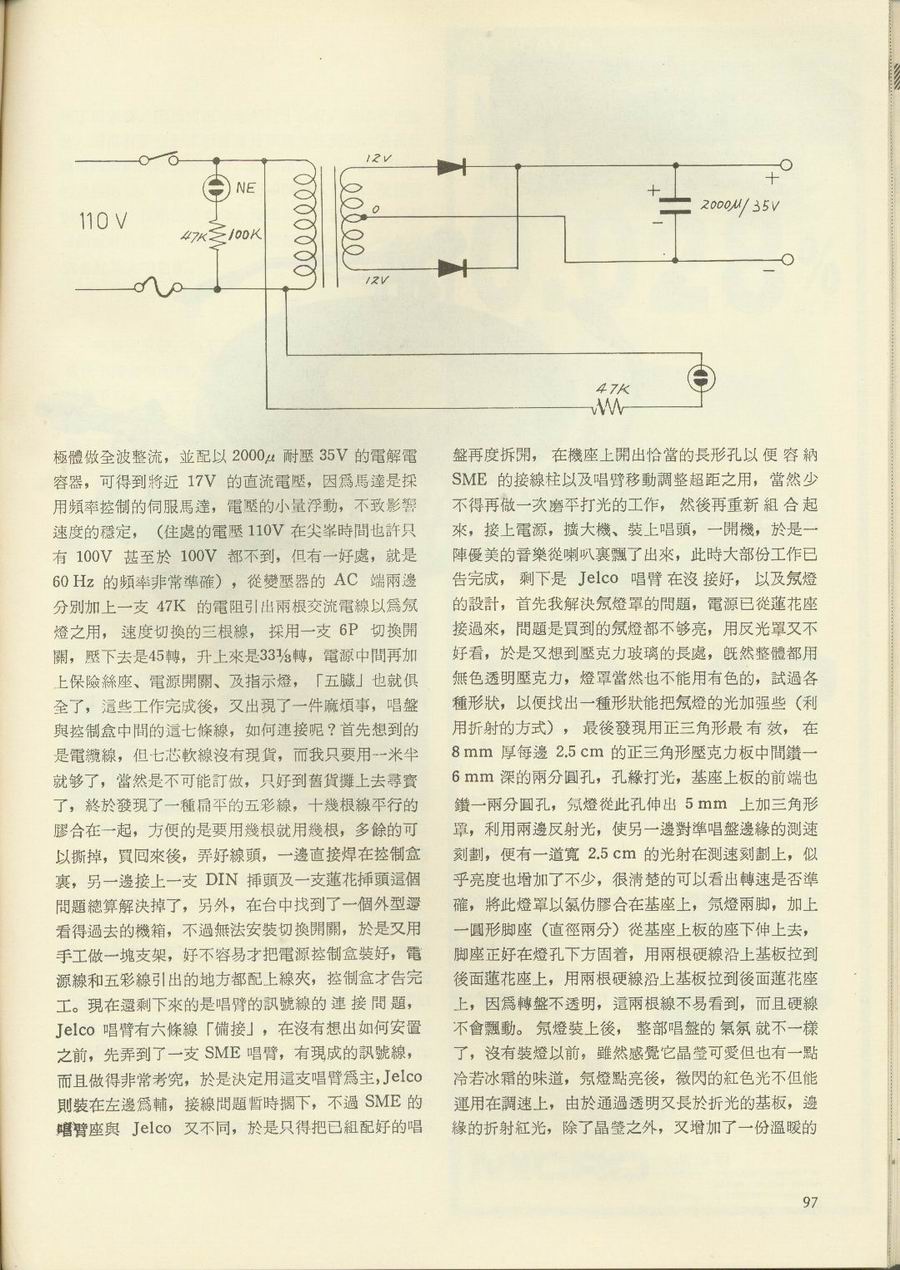 12V
NE
110 V
47K
100K
0
12V
+
+
2000μ/35V
−
−
47K
極體做全波整流，並配以 2000μ 耐壓 35V 的電解電
容器，可得到將近 17V 的直流電壓，因爲馬達是採
用頻率控制的伺服馬達，電壓的小量浮動，不致影響
速度的穩定，（住處的電壓 110V 在尖峯時間也許只
有 100V 甚至於 100V 都不到，但有一好處，就是
60 Hz 的頻率非常準確），從變壓器的 AC 端兩邊
分別加上一支 47K 的電阻引出兩根交流電線以爲氖
燈之用，速度切換的三根線，採用一支 6P 切換開
關，壓下去是45轉，升上來是33⅓轉，電源中間再加
上保險絲座、電源開關、及指示燈，「五臟」也就俱
全了，這些工作完成後，又出現了一件麻煩事，唱盤
與控制盒中間的這七條線，如何連接呢？首先想到的
是電纜線，但七芯軟線沒有現貨，而我只要用一米半
就够了，當然是不可能訂做，只好到舊貨攤上去尋寶
了，終於發現了一種扁平的五彩線，十幾根線平行的
膠合在一起，方便的是要用幾根就用幾根，多餘的可
以撕掉，買回來後，弄好線頭，一邊直接焊在控制盒
裏，另一邊接上一支 DIN 揷頭及一支蓮花揷頭這個
問題總算解決掉了，另外，在台中找到了一個外型還
看得過去的機箱，不過無法安裝切換開關，於是又用
手工做一塊支架，好不容易才把電源控制盒裝好，電
源線和五彩線引出的地方都配上線夾，控制盒才告完
工。現在還剩下來的是唱臂的訊號線的連接問題，
Jelco 唱臂有六條線「備接」，在沒有想出如何安置
之前，先弄到了一支 SME 唱臂，有現成的訊號線，
而且做得非常考究，於是決定用這支唱臂爲主，Jelco
則裝在左邊爲輔，接線問題暫時擱下，不過 SME 的
唱臂座與 Jelco 又不同，於是只得把已組配好的唱
盤再度拆開，在機座上開出恰當的長形孔以便容納
SME 的接線柱以及唱臂移動調整超距之用，當然少
不得再做一次磨平打光的工作，然後再重新組合起
來，接上電源，擴大機、裝上唱頭，一開機，於是一
陣優美的音樂從喇叭裏飄了出來，此時大部份工作已
告完成，剩下是 Jelco 唱臂在沒接好，以及氖燈
的設計，首先我解決氖燈罩的問題，電源已從蓮花座
接過來，問題是買到的氖燈都不够亮，用反光罩又不
好看，於是又想到壓克力玻璃的長處，旣然整體都用
無色透明壓克力，燈罩當然也不能用有色的，試過各
種形狀，以便找出一種形狀能把氖燈的光加强些（利
用折射的方式），最後發現用正三角形最有效，在
8 mm 厚每邊 2.5 cm 的正三角形壓克力板中間鑽一
6 mm 深的兩分圓孔，孔緣打光，基座上板的前端也
鑽一兩分圓孔，氖燈從此孔伸出 5 mm 上加三角形
罩，利用兩邊反射光，使另一邊對準唱盤邊緣的測速
刻劃，便有一道寬 2.5 cm 的光射在測速刻劃上，似
乎亮度也增加了不少，很淸楚的可以看出轉速是否準
確，將此燈罩以氯仿膠合在基座上，氖燈兩脚，加上
一圓形脚座（直徑兩分）從基座上板的座下伸上去，
脚座正好在燈孔下方固着，用兩根硬線沿上基板拉到
後面蓮花座上，用兩根硬線沿上基板拉到後面蓮花座
上，因爲轉盤不透明，這兩根線不易看到，而且硬線
不會飄動。氖燈裝上後，整部唱盤的氣氛就不一樣
了，沒有裝燈以前，雖然感覺它晶瑩可愛但也有一點
冷若冰霜的味道，氖燈點亮後，微閃的紅色光不但能
運用在調速上，由於通過透明又長於折光的基板，邊
緣的折射紅光，除了晶瑩之外，又增加了一份溫暖的
97